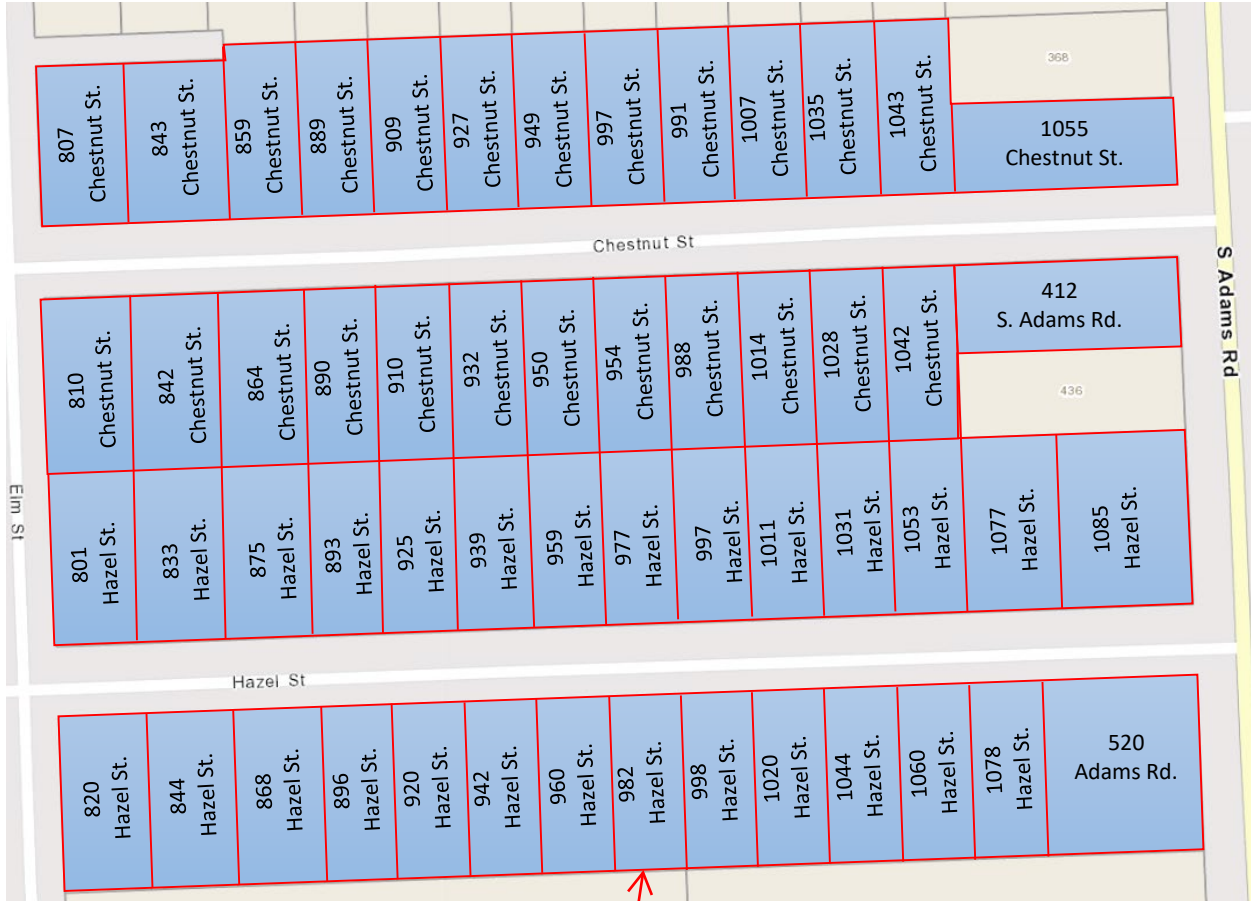 807
Chestnut St.
843
Chestnut St.
859
Chestnut St.
889
Chestnut St.
909
Chestnut St.
927
Chestnut St.
949
Chestnut St.
997
Chestnut St.
991
Chestnut St.
1007
Chestnut St.
1035
Chestnut St.
1043
Chestnut St.
368
1055
Chestnut St.
Chestnut St
S Adams Rd
810
Chestnut St.
842
Chestnut St.
864
Chestnut St.
890
Chestnut St.
910
Chestnut St.
932
Chestnut St.
950
Chestnut St.
954
Chestnut St.
988
Chestnut St.
1014
Chestnut St.
1028
Chestnut St.
1042
Chestnut St.
412
S. Adams Rd.
436
Elm St
801
Hazel St.
833
Hazel St.
875
Hazel St.
893
Hazel St.
925
Hazel St.
939
Hazel St.
959
Hazel St.
977
Hazel St.
997
Hazel St.
1011
Hazel St.
1031
Hazel St.
1053
Hazel St.
1077
Hazel St.
1085
Hazel St.
Hazel St
820
Hazel St.
844
Hazel St.
868
Hazel St.
896
Hazel St.
920
Hazel St.
942
Hazel St.
960
Hazel St.
982
Hazel St.
998
Hazel St.
1020
Hazel St.
1044
Hazel St.
1060
Hazel St.
1078
Hazel St.
520
Adams Rd.